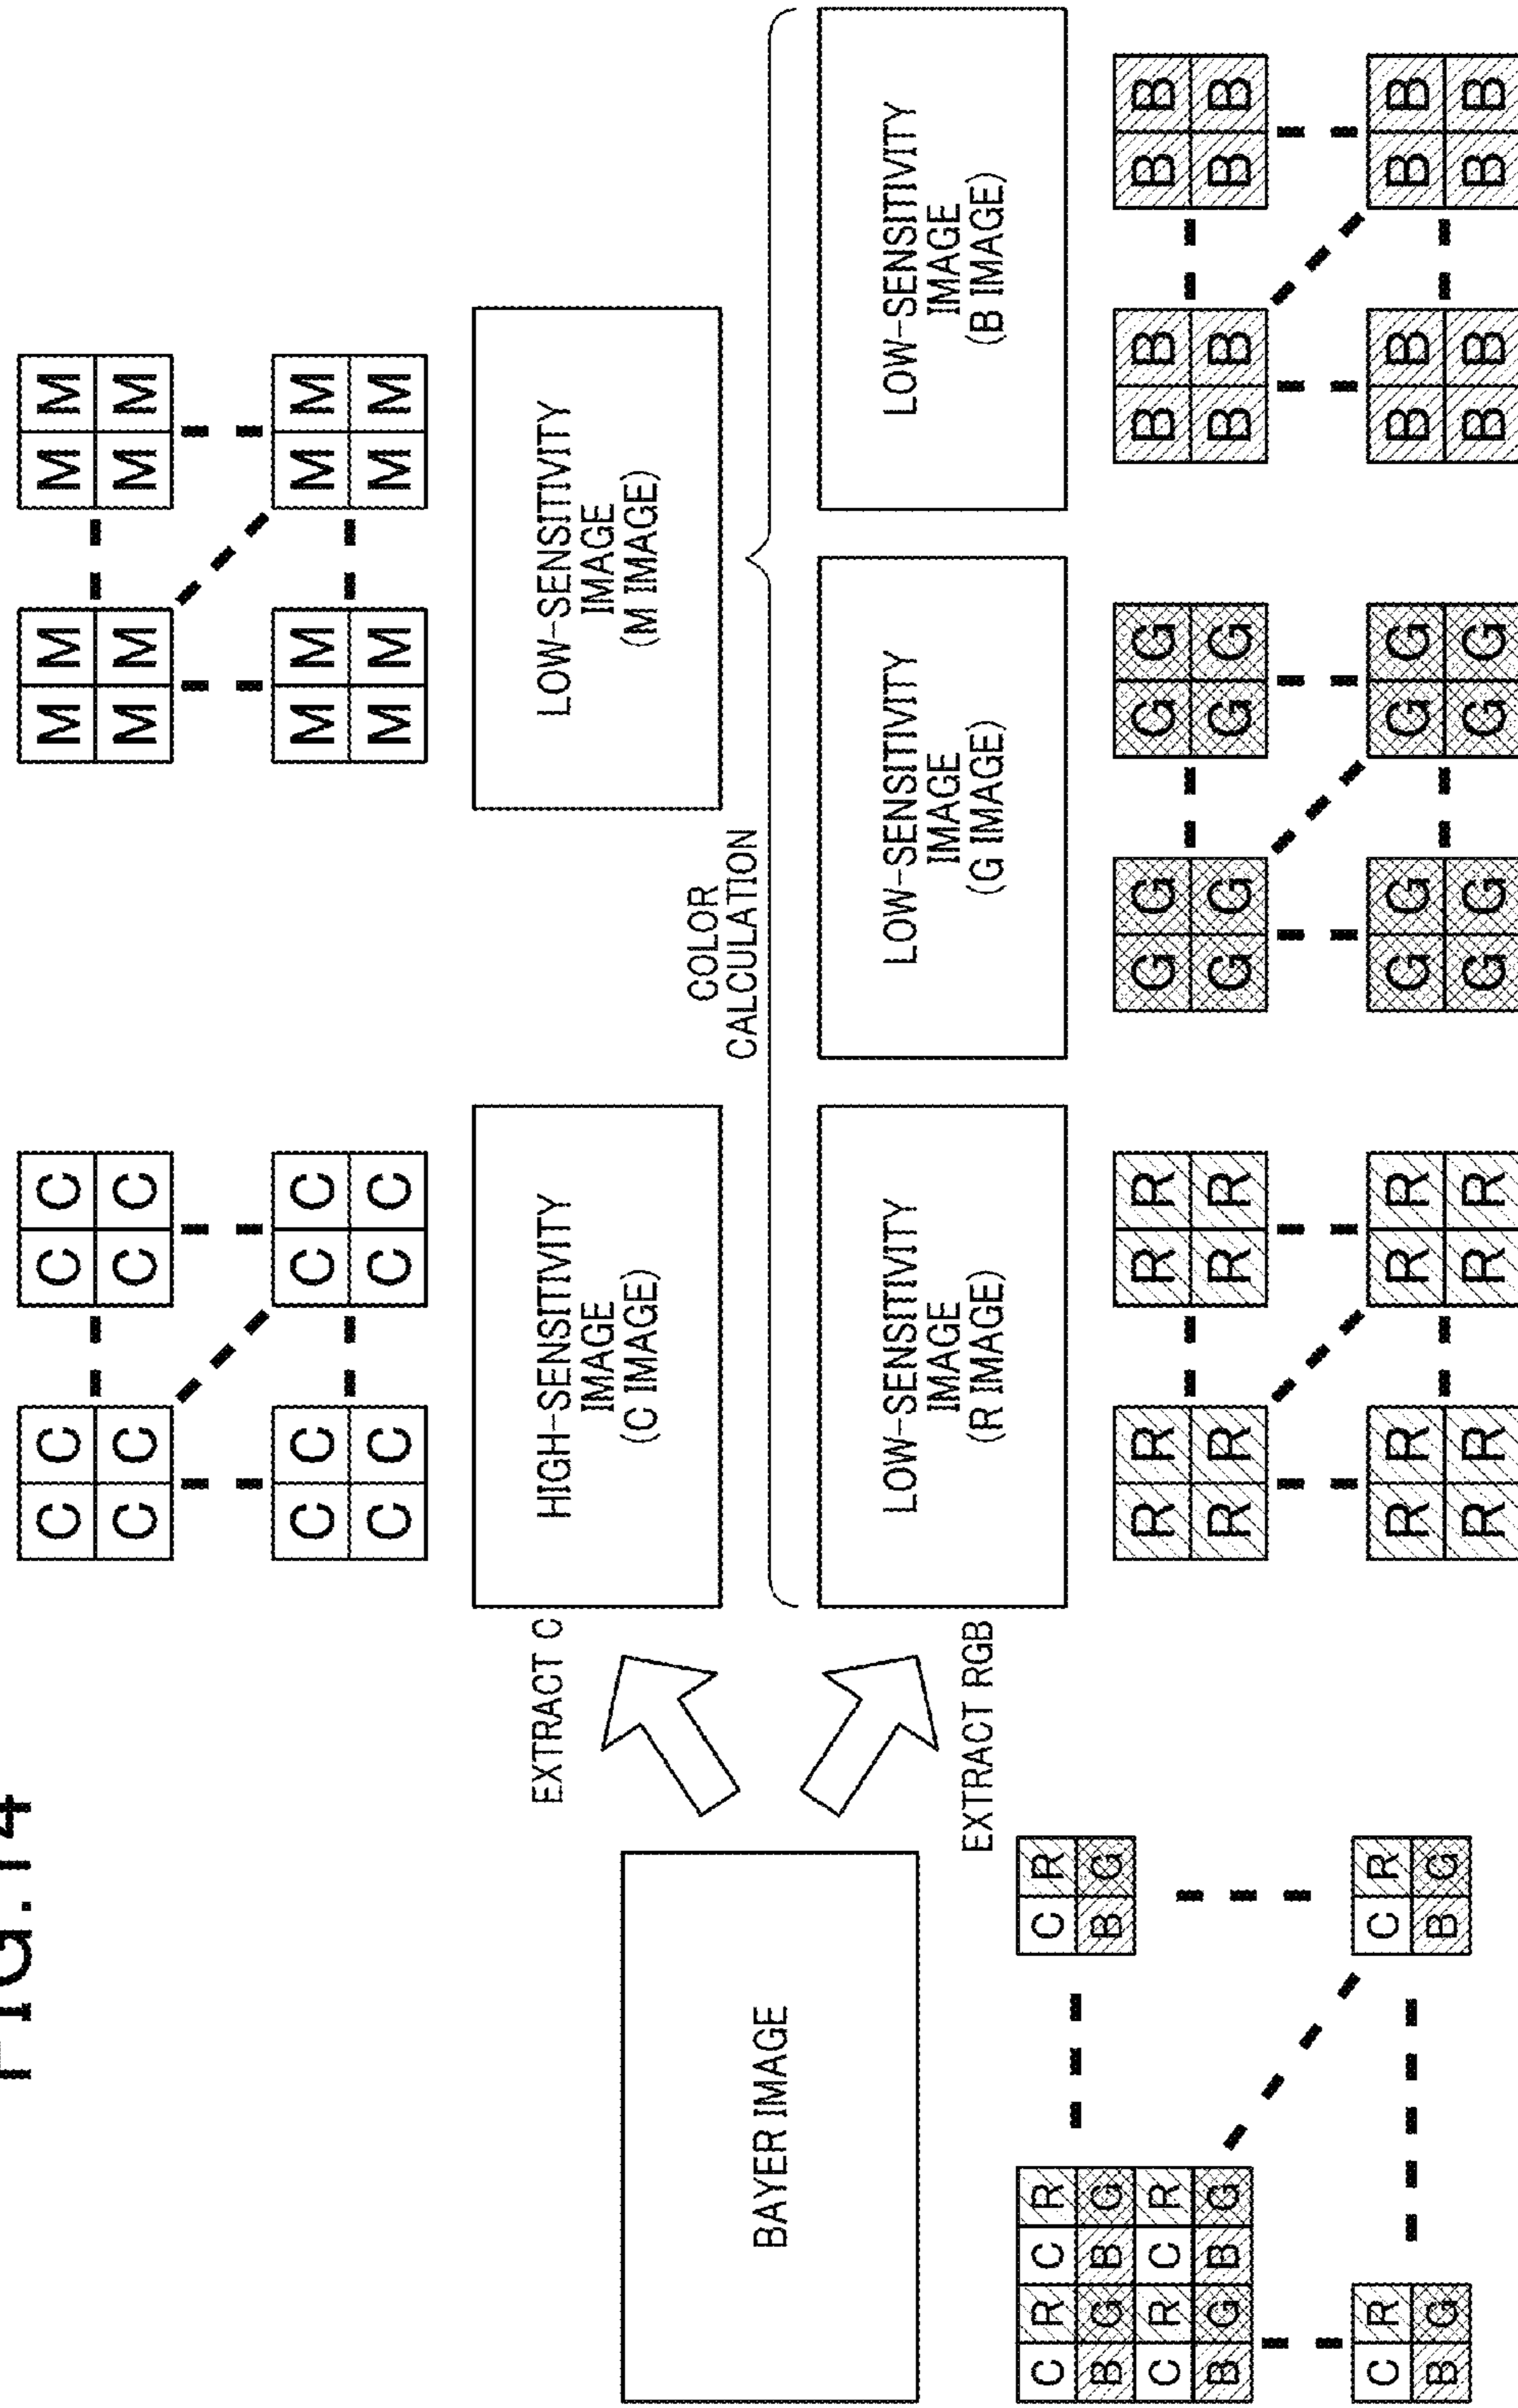 FIG.14
C C C C
C C C C
C C C C
C C C C
M M M M
M M M M
M M M M
M M M M
EXTRACT C
HIGH-SENSITIVITY
IMAGE
(C IMAGE)
LOW-SENSITIVITY
IMAGE
(M IMAGE)
COLOR
CALCULATION
BAYER IMAGE
EXTRACT RGB
LOW-SENSITIVITY
IMAGE
(R IMAGE)
LOW-SENSITIVITY
IMAGE
(G IMAGE)
LOW-SENSITIVITY
IMAGE
(B IMAGE)
C R C R C R
B G B G B G
C R C R
B G B G
C R C R
B G B G
R R R R
R R R R
R R R R
R R R R
G G G G
G G G G
G G G G
G G G G
B B B B
B B B B
B B B B
B B B B